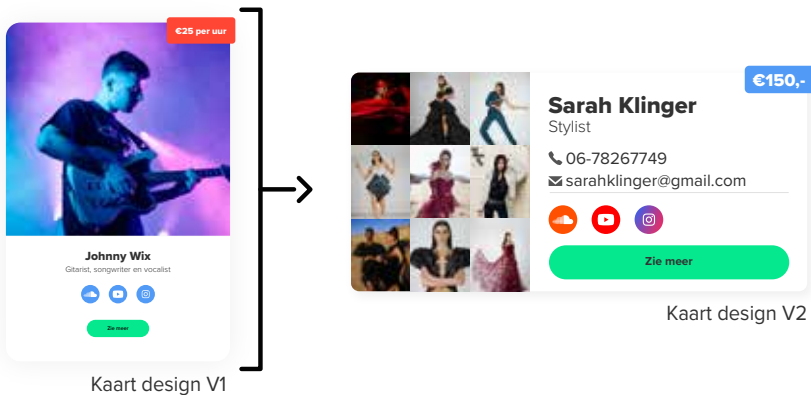 €25 per uur
Johnny Wix
Gitarist, songwriter en vocalist
Zie meer
Kaart design V1
€150,-
Sarah Klinger
Stylist
06-78267749
sarahklinger@gmail.com
Zie meer
Kaart design V2